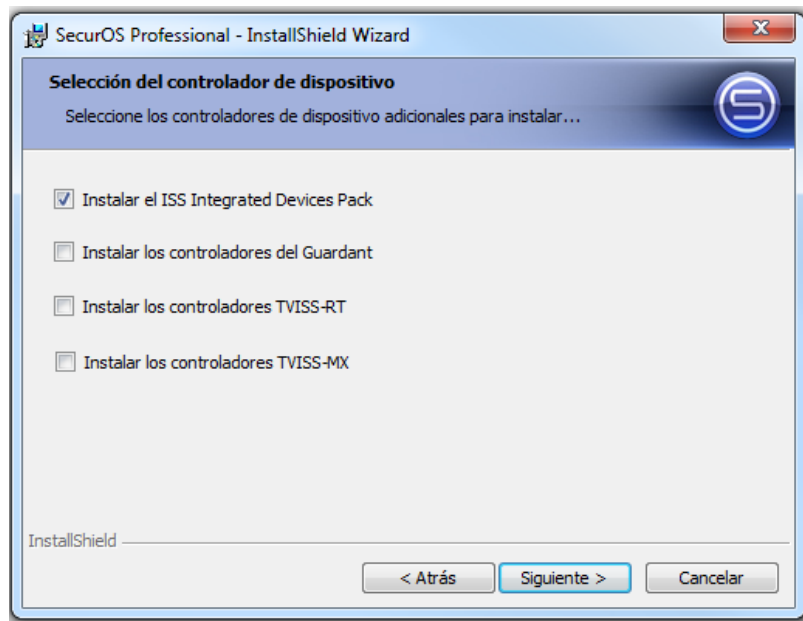 SecurOS Professional - InstallShield Wizard
Selección del controlador de dispositivo
Seleccione los controladores de dispositivo adicionales para instalar...
Instalar el ISS Integrated Devices Pack
Instalar los controladores del Guardant
Instalar los controladores TVISS-RT
Instalar los controladores TVISS-MX
InstallShield
< Atrás
Siguiente >
Cancelar